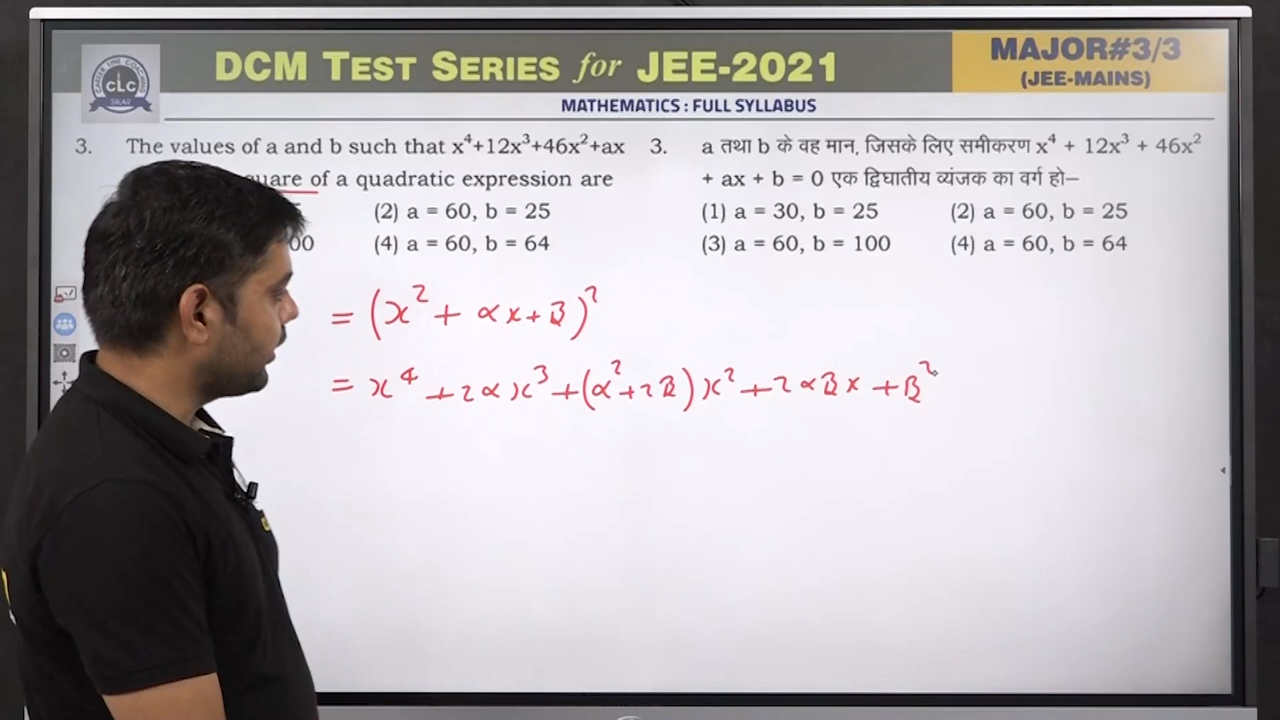 DCM TEST SERIES for JEE-2021
MAJOR#3/3
(JEE-MAINS)
CLC
SIKAR
MATHEMATICS : FULL SYLLABUS
3. The values of a and b such that x⁴+12x³+46x²+ax
of a quadratic expression are
(2) a = 60, b = 25
(4) a = 60, b = 64
3. a तथा b के वह मान, जिसके लिए समीकरण x⁴ + 12x³ + 46x²
+ ax + b = 0 एक द्विघातीय व्यंजक का वर्ग हो–
(1) a = 30, b = 25 (2) a = 60, b = 25
(3) a = 60, b = 100 (4) a = 60, b = 64
= (x² + αx + β)²
= x⁴ + 2αx³ + (α² + 2β)x² + 2αβx + β²